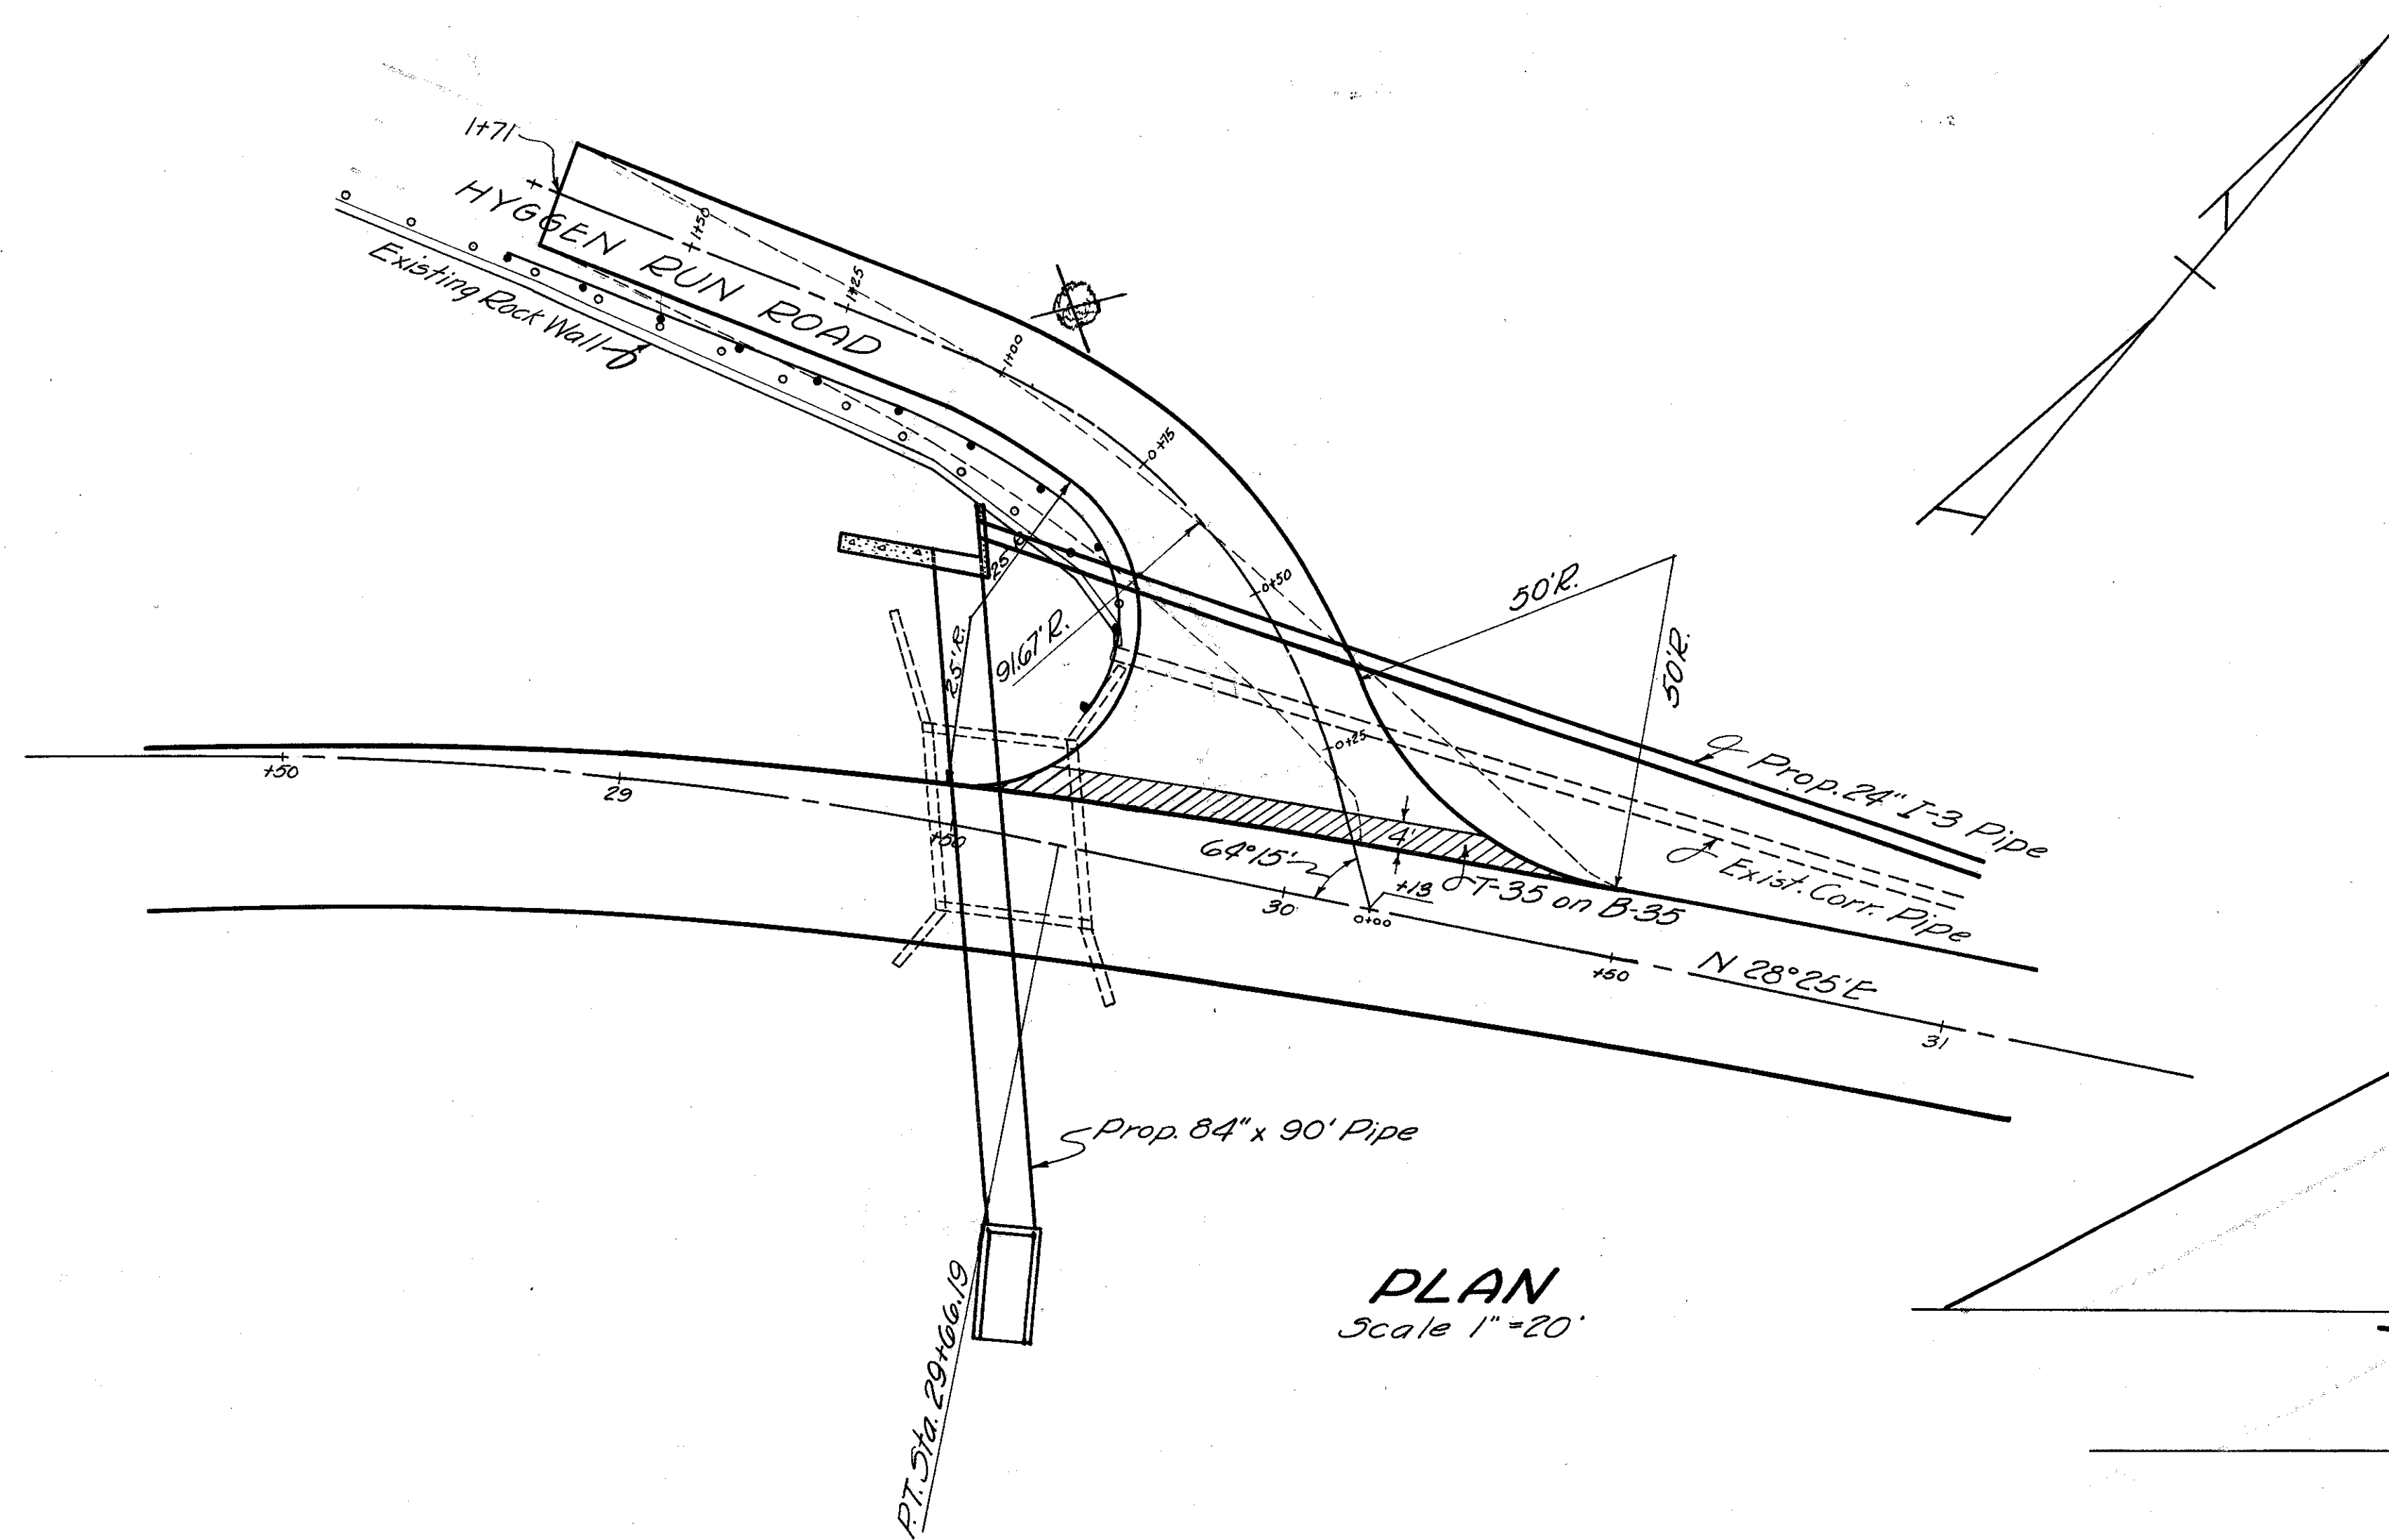 1+71
HYGGEN RUN ROAD
1+50
1+25
1+00
0+75
0+50
0+25
0+00
Existing Rock Wall
25'
25'R.
91.67'R.
50'R.
50'R.
Prop. 24" I-3 Pipe
Exist. Corr. Pipe
+50
29
+50
64°15'
4'
+13
T-35 on B-35
30
+50
N 28°25'E
31
Prop. 84" x 90' Pipe
P.T. Sta. 29+66.19
PLAN
Scale 1"=20'